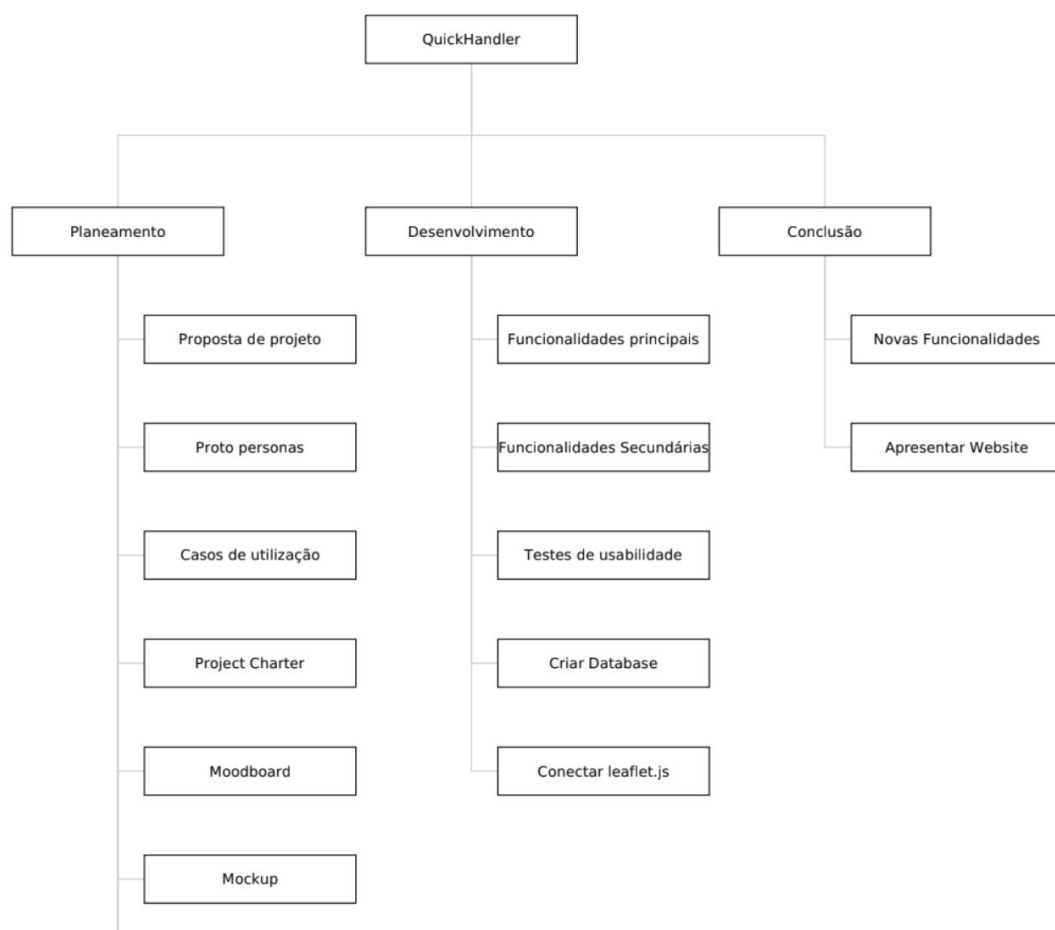 QuickHandler
Planeamento
Desenvolvimento
Conclusão
Proposta de projeto
Funcionalidades principais
Novas Funcionalidades
Proto personas
Funcionalidades Secundárias
Apresentar Website
Casos de utilização
Testes de usabilidade
Project Charter
Criar Database
Moodboard
Conectar leaflet.js
Mockup